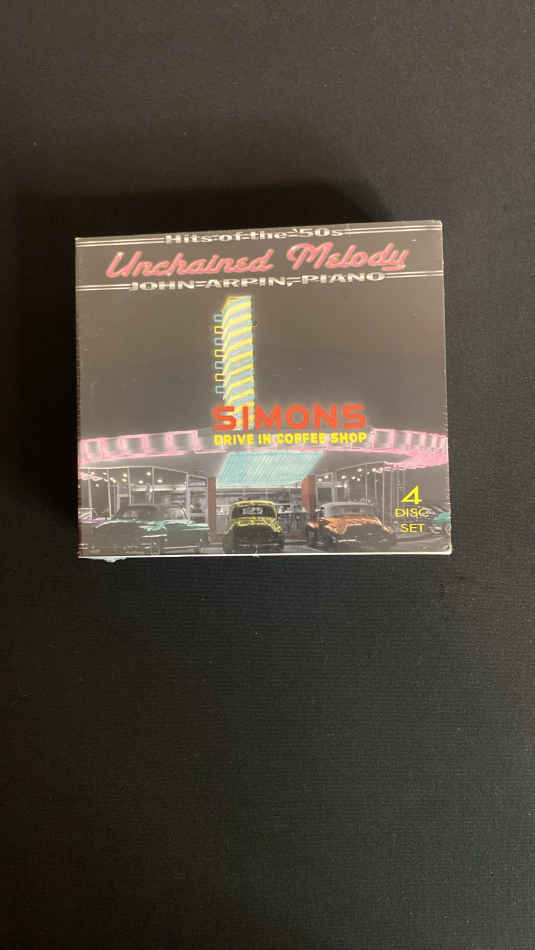 Hits of the '50s
Unchained Melody
JOHN ARPIN, PIANO
SIMONS
DRIVE IN COFFEE SHOP
4
DISC
SET